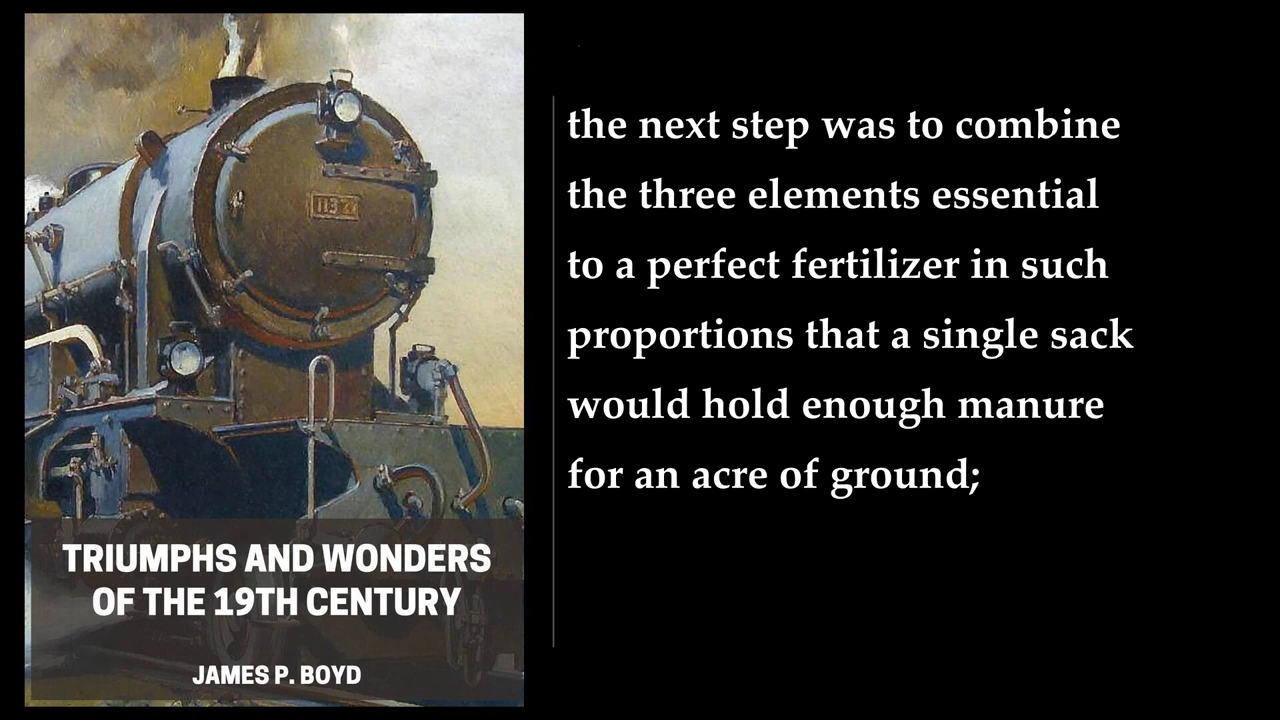 the next step was to combine
the three elements essential
to a perfect fertilizer in such
proportions that a single sack
would hold enough manure
for an acre of ground;
TRIUMPHS AND WONDERS
OF THE 19TH CENTURY
JAMES P. BOYD